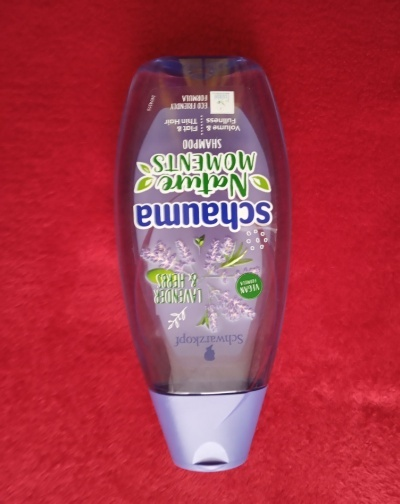 Schwarzkopf
LAVENDER
& HERBS
VEGAN
FORMULA
schauma
Nature
MOMENTS
SHAMPOO
Volume &
Fullness
Flat &
Thin Hair
ECO FRIENDLY
FORMULA